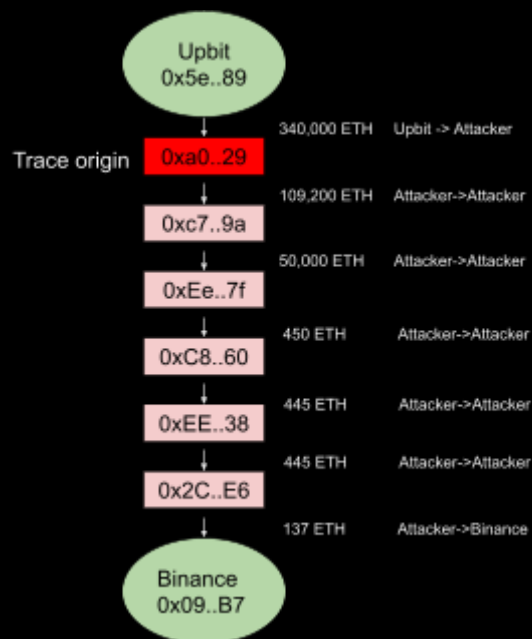 Upbit
0x5e..89
340,000 ETH Upbit -> Attacker
Trace origin 0xa0..29
109,200 ETH Attacker->Attacker
0xc7..9a
50,000 ETH Attacker->Attacker
0xEe..7f
450 ETH Attacker->Attacker
0xC8..60
445 ETH Attacker->Attacker
0xEE..38
445 ETH Attacker->Attacker
0x2C..E6
137 ETH Attacker->Binance
Binance
0x09..B7